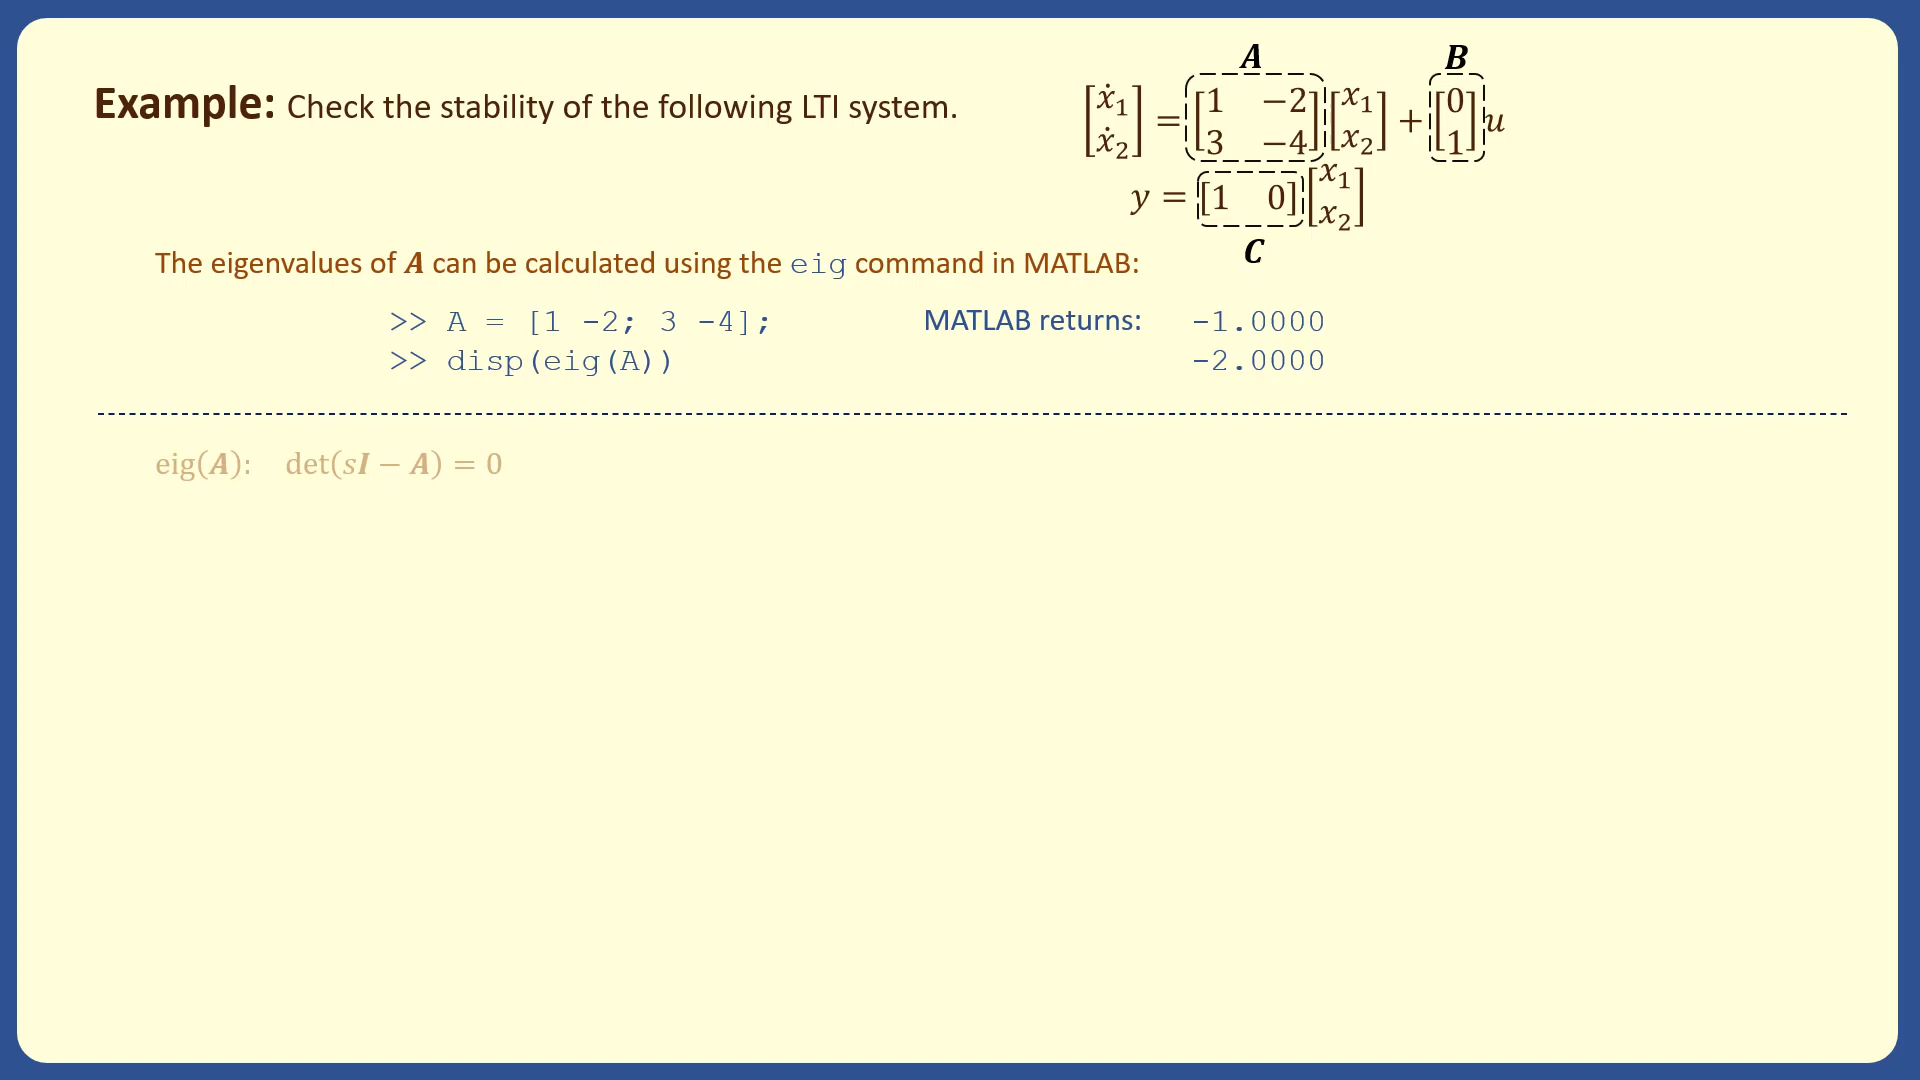 A B
Example: Check the stability of the following LTI system.
[ẋ₁ ẋ₂] = [1 −2 3 −4] [x₁ x₂] + [0 1] u
y = [1 0] [x₁ x₂]
C
The eigenvalues of A can be calculated using the eig command in MATLAB:
>> A = [1 -2; 3 -4]; MATLAB returns: -1.0000
>> disp(eig(A)) -2.0000
eig(A): det(sI − A) = 0